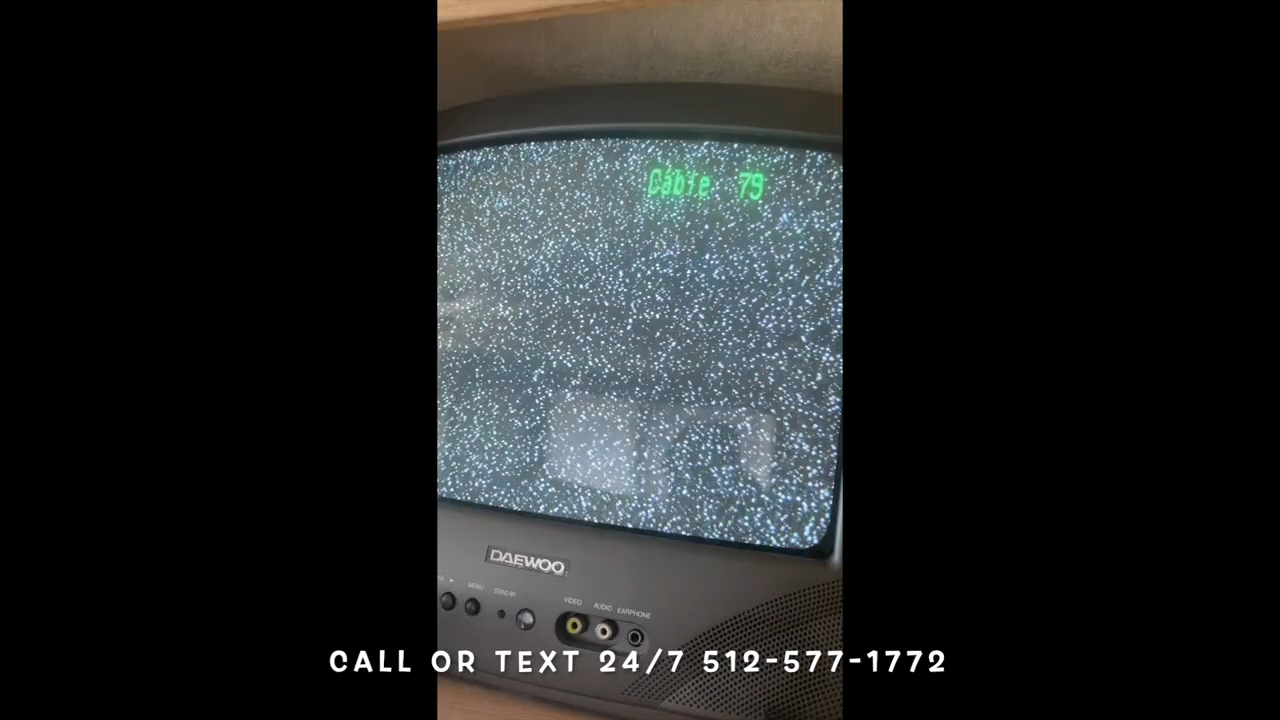 Cable 79
DAEWOO
MENU
STAND-BY
VIDEO
AUDIO
EARPHONE
CALL OR TEXT 24/7 512-577-1772